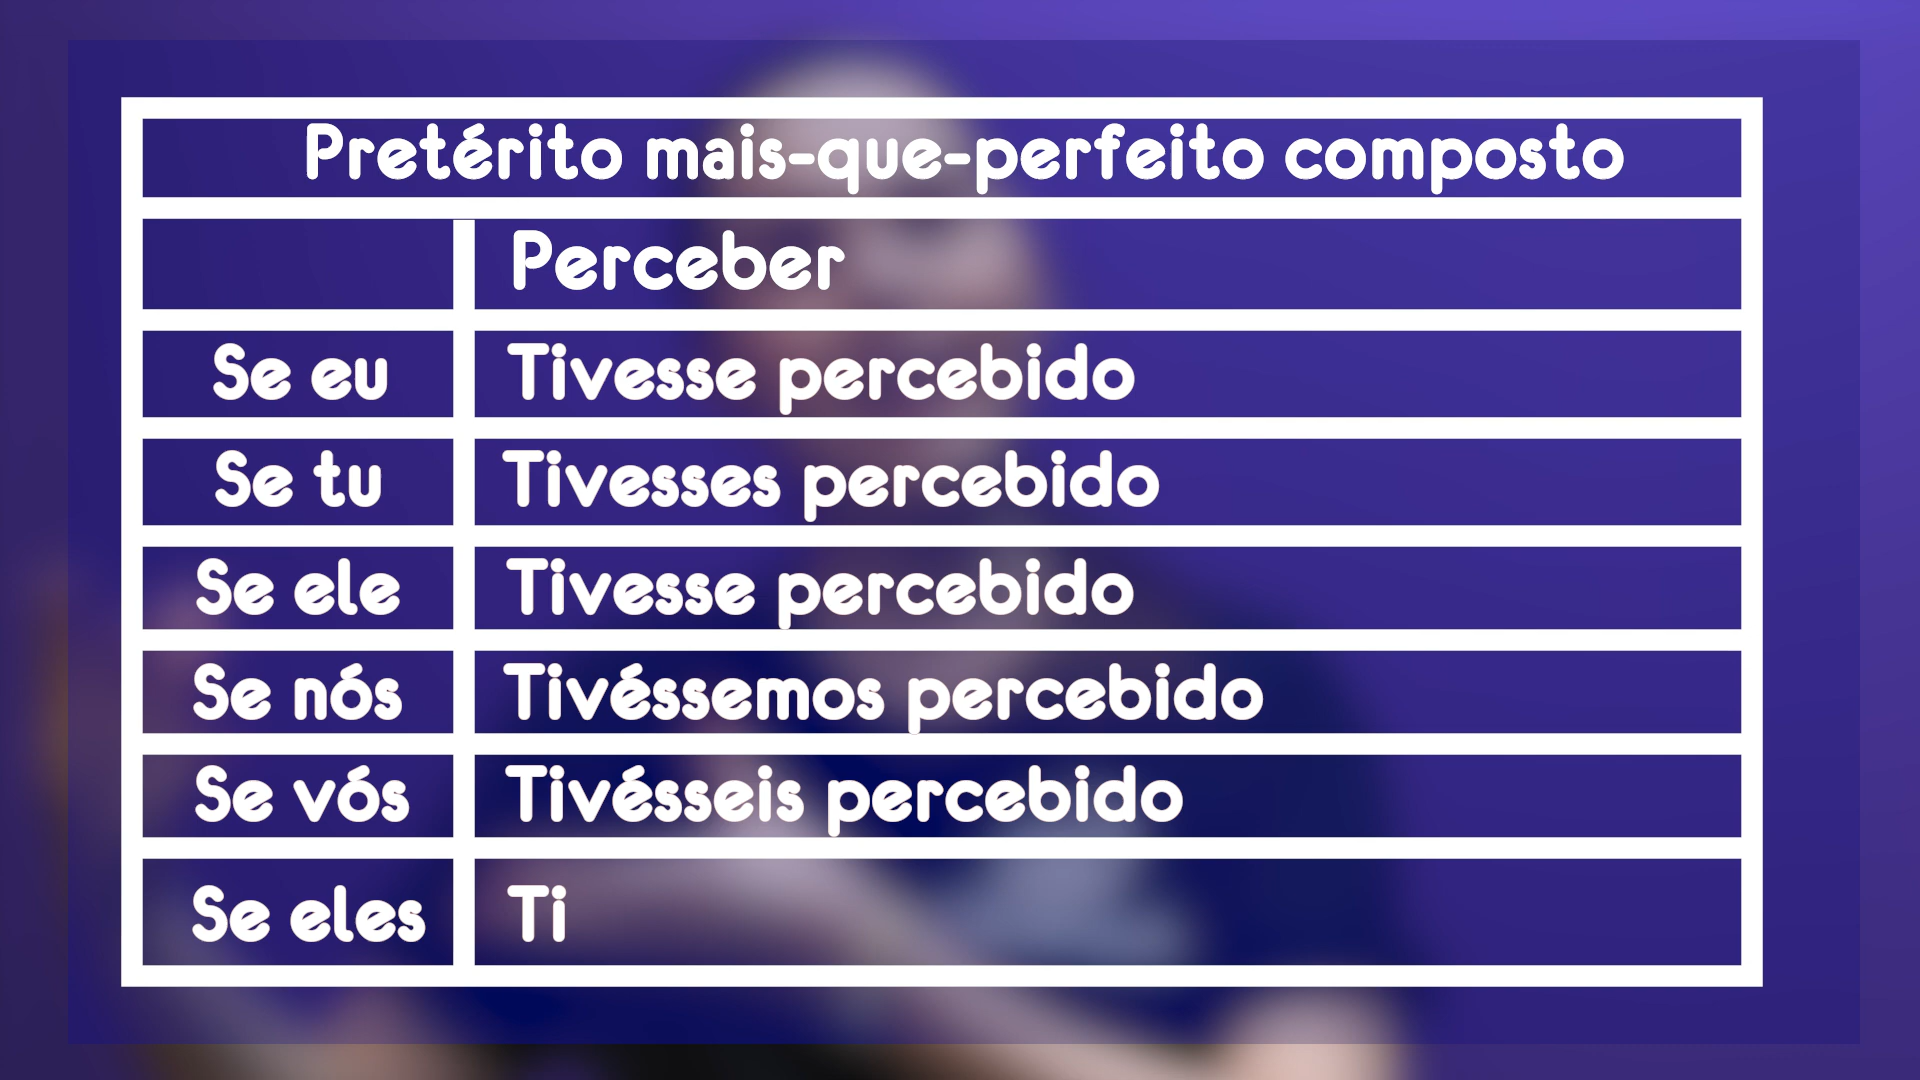 Pretérito mais-que-perfeito composto
Perceber
Se eu Tivesse percebido
Se tu Tivesses percebido
Se ele Tivesse percebido
Se nós Tivéssemos percebido
Se vós Tivésseis percebido
Se eles Ti